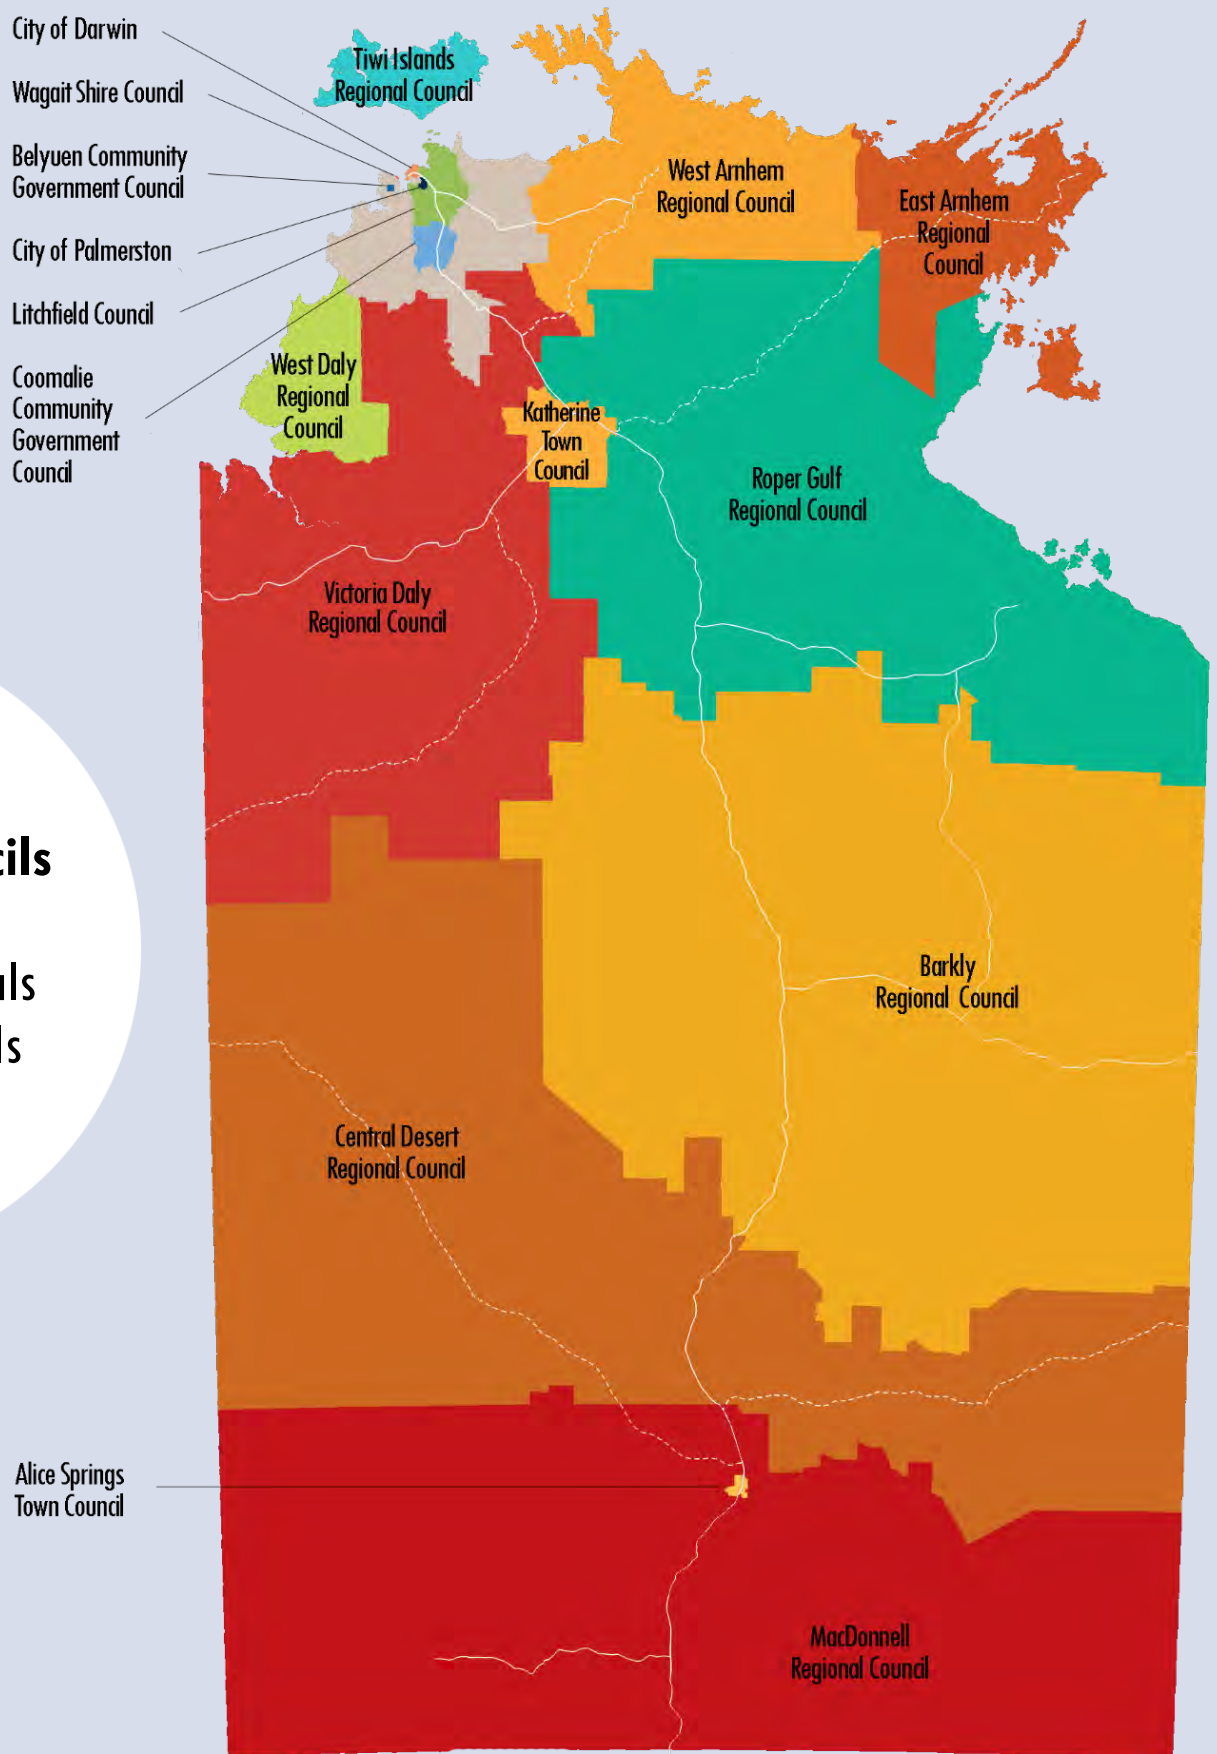 City of Darwin
Wagait Shire Council
Belyuen Community
Government Council
City of Palmerston
Litchfield Council
Coomalie
Community
Government
Council
Tiwi Islands
Regional Council
West Arnhem
Regional Council
East Arnhem
Regional
Council
West Daly
Regional
Council
Katherine
Town
Council
Roper Gulf
Regional Council
Victoria Daly
Regional Council
Barkly
Regional Council
Central Desert
Regional Council
Alice Springs
Town Council
MacDonnell
Regional Council